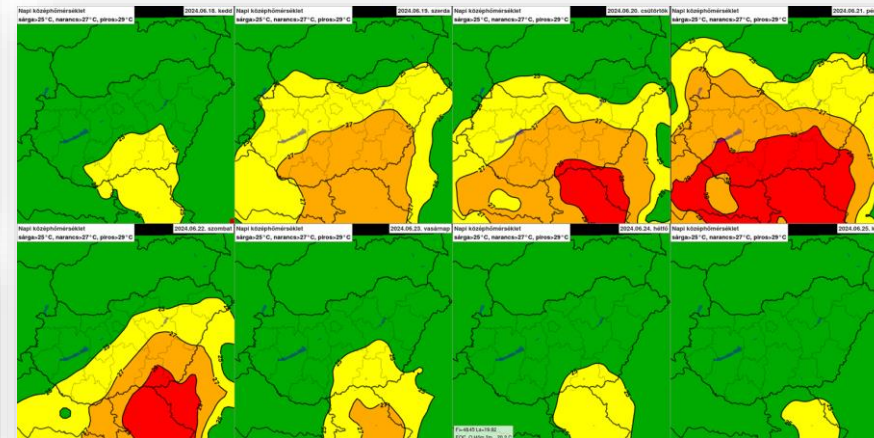 Napi középhőmérséklet 2024.06.18. kedd
sárga=25°C, narancs=27°C, piros=29°C
Napi középhőmérséklet 2024.06.19. szerda
sárga=25°C, narancs=27°C, piros=29°C
Napi középhőmérséklet 2024.06.20. csütörtök
sárga=25°C, narancs=27°C, piros=29°C
Napi középhőmérséklet 2024.06.21. pén
sárga=25°C, narancs=27°C, piros=29°C
Napi középhőmérséklet 2024.06.22. szombat
sárga=25°C, narancs=27°C, piros=29°C
Napi középhőmérséklet 2024.06.23. vasárnap
sárga=25°C, narancs=27°C, piros=29°C
Napi középhőmérséklet 2024.06.24. hétfő
sárga=25°C, narancs=27°C, piros=29°C
Napi középhőmérséklet 2024.06.25. k
sárga=25°C, narancs=27°C, piros=29°C